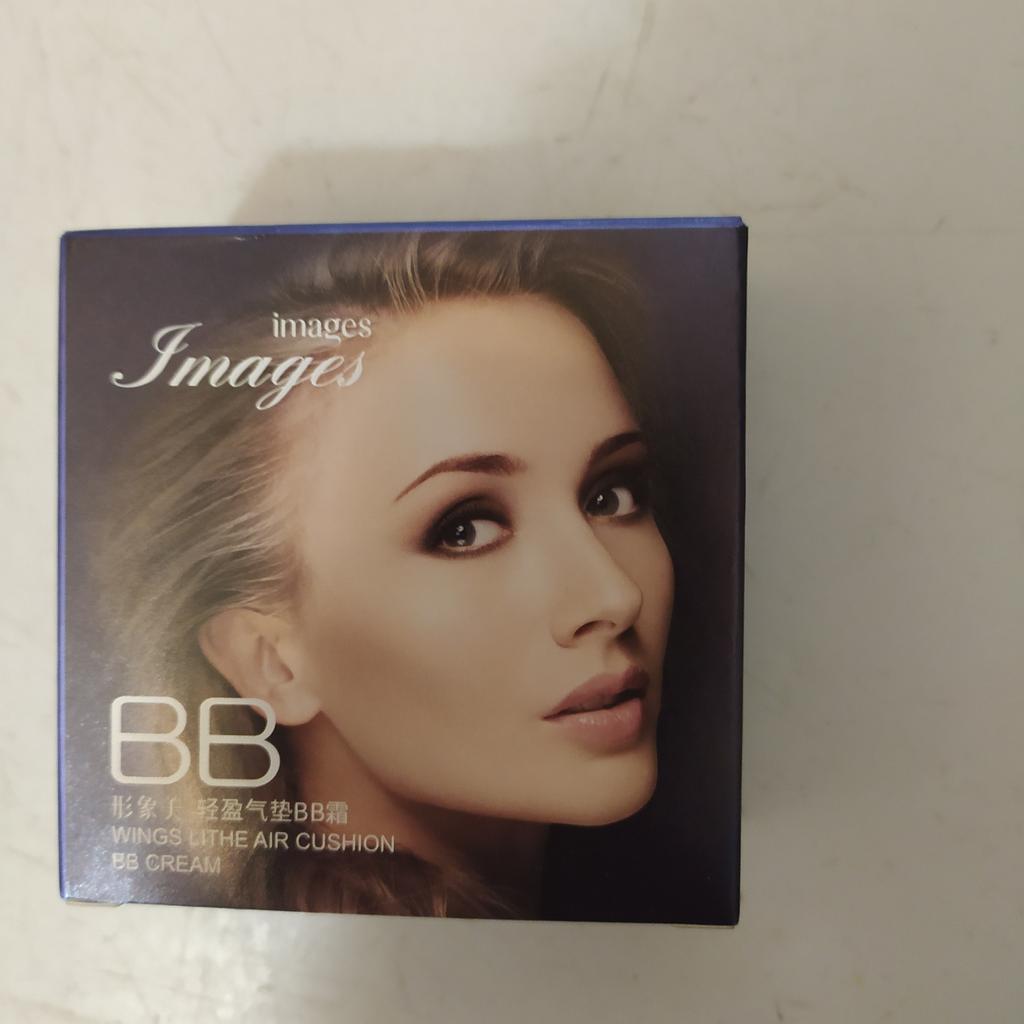 images
Images
BB
形象美 轻盈气垫BB霜
WINGS LITHE AIR CUSHION
BB CREAM